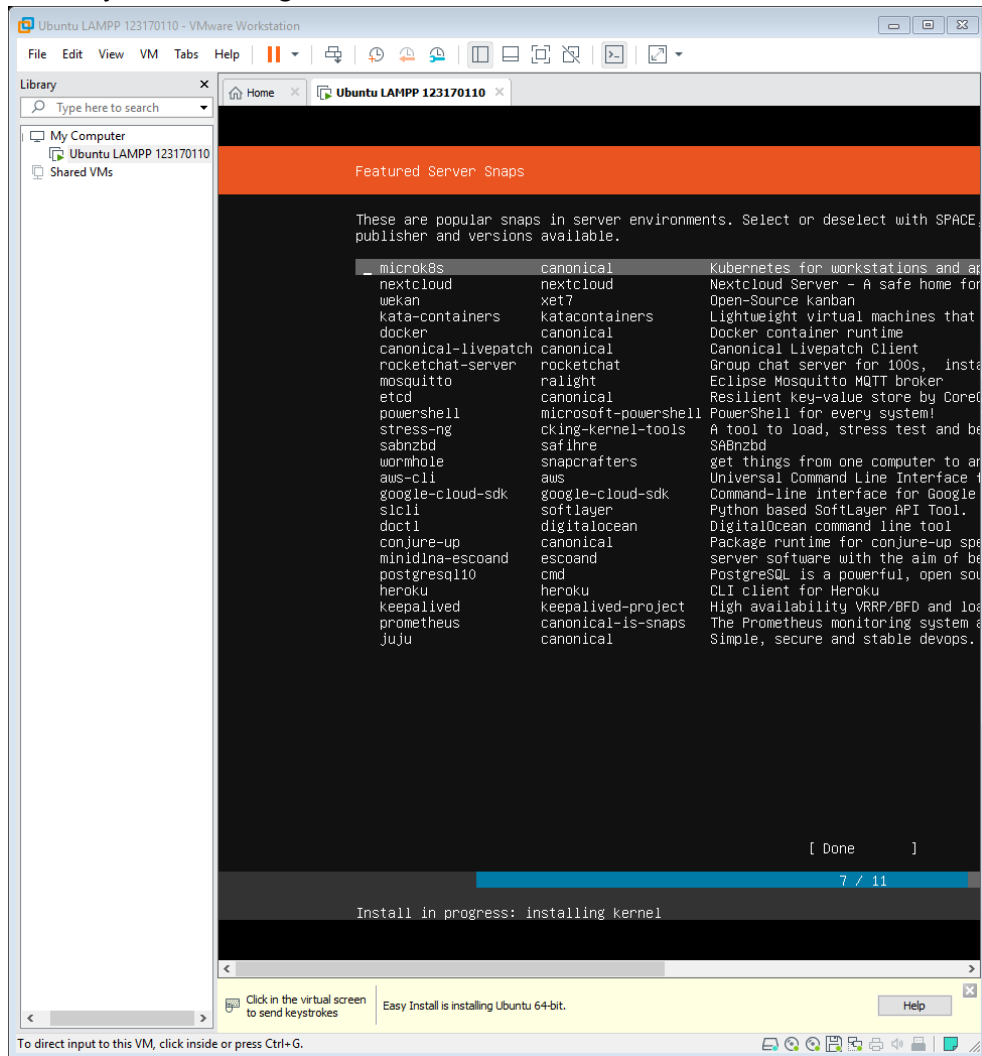 Ubuntu LAMPP 123170110 - VMware Workstation
File Edit View VM Tabs Help
Library
Type here to search
My Computer
Ubuntu LAMPP 123170110
Shared VMs
Home
Ubuntu LAMPP 123170110
Featured Server Snaps
These are popular snaps in server environments. Select or deselect with SPACE,
publisher and versions available.
microk8s canonical Kubernetes for workstations and ap
nextcloud nextcloud Nextcloud Server - A safe home for
wekan xet7 Open-Source kanban
kata-containers katacontainers Lightweight virtual machines that
docker canonical Docker container runtime
canonical-livepatch canonical Canonical Livepatch Client
rocketchat-server rocketchat Group chat server for 100s, insta
mosquitto ralight Eclipse Mosquitto MQTT broker
etcd canonical Resilient key-value store by CoreO
powershell microsoft-powershell PowerShell for every system!
stress-ng cking-kernel-tools A tool to load, stress test and be
sabnzbd safihre SABnzbd
wormhole snapcrafters get things from one computer to an
aws-cli aws Universal Command Line Interface f
google-cloud-sdk google-cloud-sdk Command-line interface for Google
slcli softlayer Python based SoftLayer API Tool.
doctl digitalocean DigitalOcean command line tool
conjure-up canonical Package runtime for conjure-up spe
minidlna-escoand escoand server software with the aim of be
postgresql10 cmd PostgreSQL is a powerful, open sou
heroku heroku CLI client for Heroku
keepalived keepalived-project High availability VRRP/BFD and loa
prometheus canonical-is-snaps The Prometheus monitoring system a
juju canonical Simple, secure and stable devops.
[ Done ]
7 / 11
Install in progress: installing kernel
Click in the virtual screen
to send keystrokes
Easy Install is installing Ubuntu 64-bit.
Help
To direct input to this VM, click inside or press Ctrl+G.